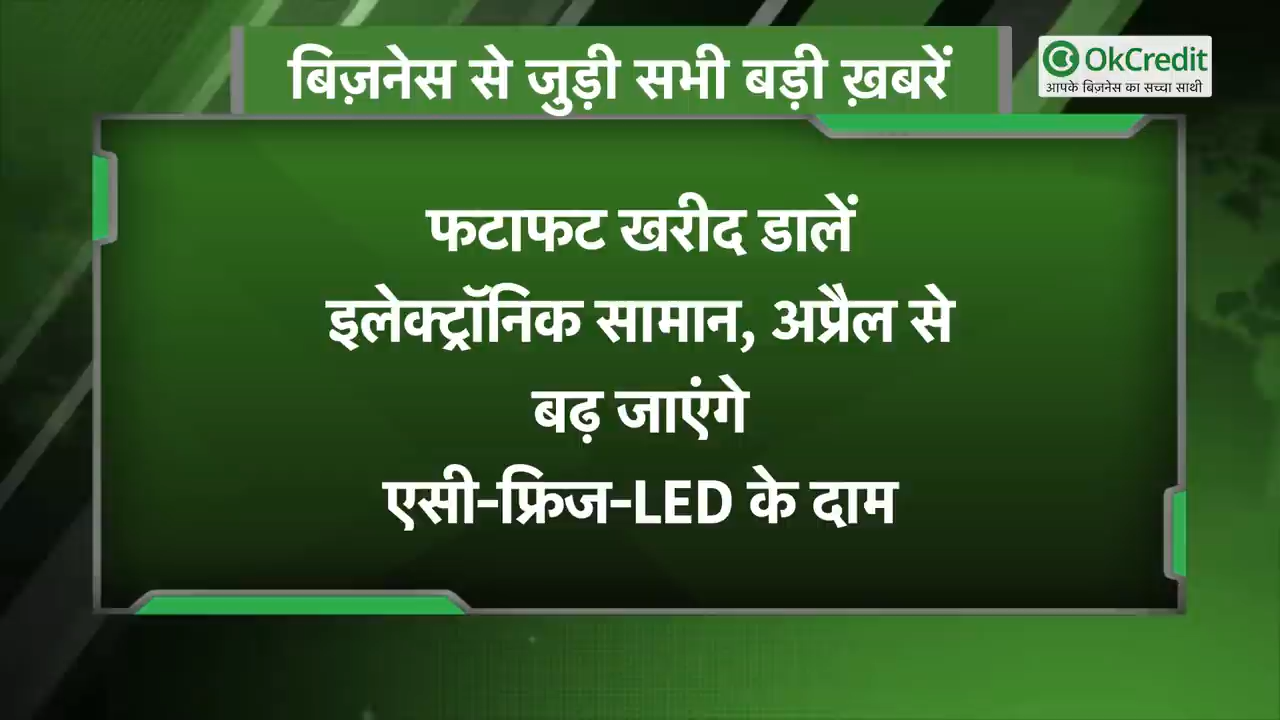 बिज़नेस से जुड़ी सभी बड़ी ख़बरें
OkCredit
आपके बिज़नेस का सच्चा साथी
फटाफट खरीद डालें
इलेक्ट्रॉनिक सामान, अप्रैल से
बढ़ जाएंगे
एसी-फ्रिज-LED के दाम